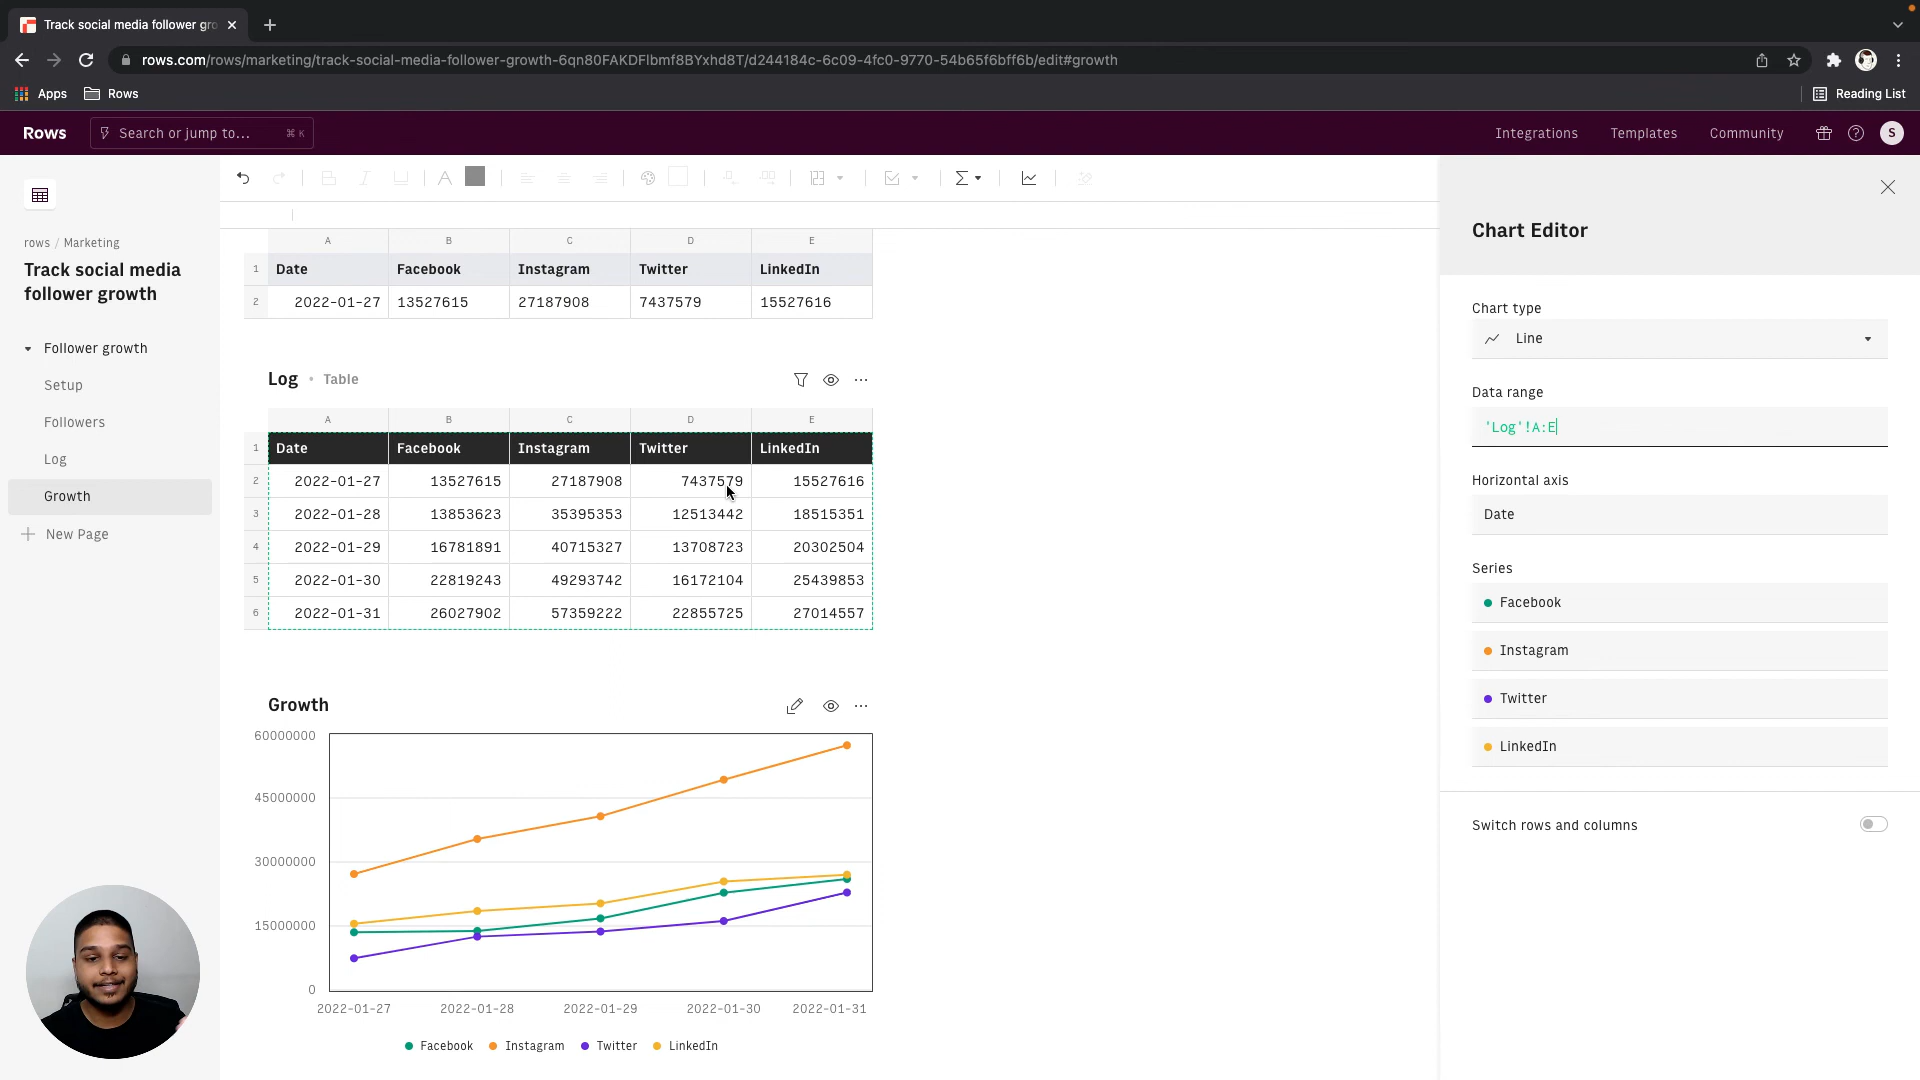 Track social media follower gro
rows.com/rows/marketing/track-social-media-follower-growth-6qn80FAKDFlbmf8BYxhd8T/d244184c-6c09-4fc0-9770-54b65f6bff6b/edit#growth
Apps Rows Reading List
Rows Search or jump to... ⌘ K Integrations Templates Community ? S
rows / Marketing
Track social media
follower growth
Follower growth
Setup
Followers
Log
Growth
New Page
A B C D E
1 Date Facebook Instagram Twitter LinkedIn
2 2022-01-27 13527615 27187908 7437579 15527616
Log • Table
A B C D E
1 Date Facebook Instagram Twitter LinkedIn
2 2022-01-27 13527615 27187908 7437579 15527616
3 2022-01-28 13853623 35395353 12513442 18515351
4 2022-01-29 16781891 40715327 13708723 20302504
5 2022-01-30 22819243 49293742 16172104 25439853
6 2022-01-31 26027902 57359222 22855725 27014557
Growth
60000000
45000000
30000000
15000000
0
2022-01-27 2022-01-28 2022-01-29 2022-01-30 2022-01-31
Facebook Instagram Twitter LinkedIn
Chart Editor
Chart type
Line
Data range
'Log'!A:E
Horizontal axis
Date
Series
Facebook
Instagram
Twitter
LinkedIn
Switch rows and columns